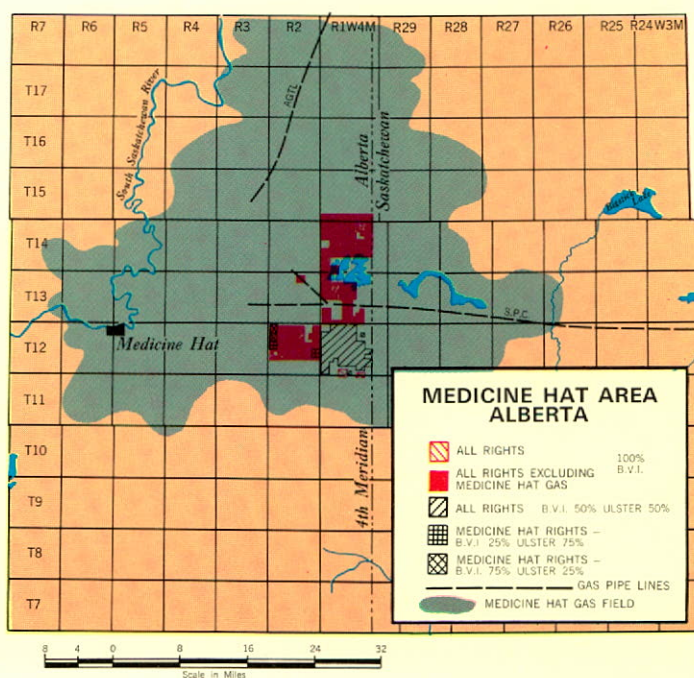 R7 R6 R5 R4 R3 R2 R1W4M R29 R28 R27 R26 R25 R24 W3M
T17
T16
T15
T14
T13
T12
T11
T10
T9
T8
T7
South Saskatchewan River
AGTL
Alberta
Saskatchewan
Lake
S.P.C.
Medicine Hat
4th Meridian
MEDICINE HAT AREA
ALBERTA
ALL RIGHTS
100%
B.V.I.
ALL RIGHTS EXCLUDING
MEDICINE HAT GAS
ALL RIGHTS B.V.I. 50% ULSTER 50%
MEDICINE HAT RIGHTS –
B.V.I. 25% ULSTER 75%
MEDICINE HAT RIGHTS –
B.V.I. 75% ULSTER 25%
GAS PIPE LINES
MEDICINE HAT GAS FIELD
8 4 0 8 16 24 32
Scale in Miles